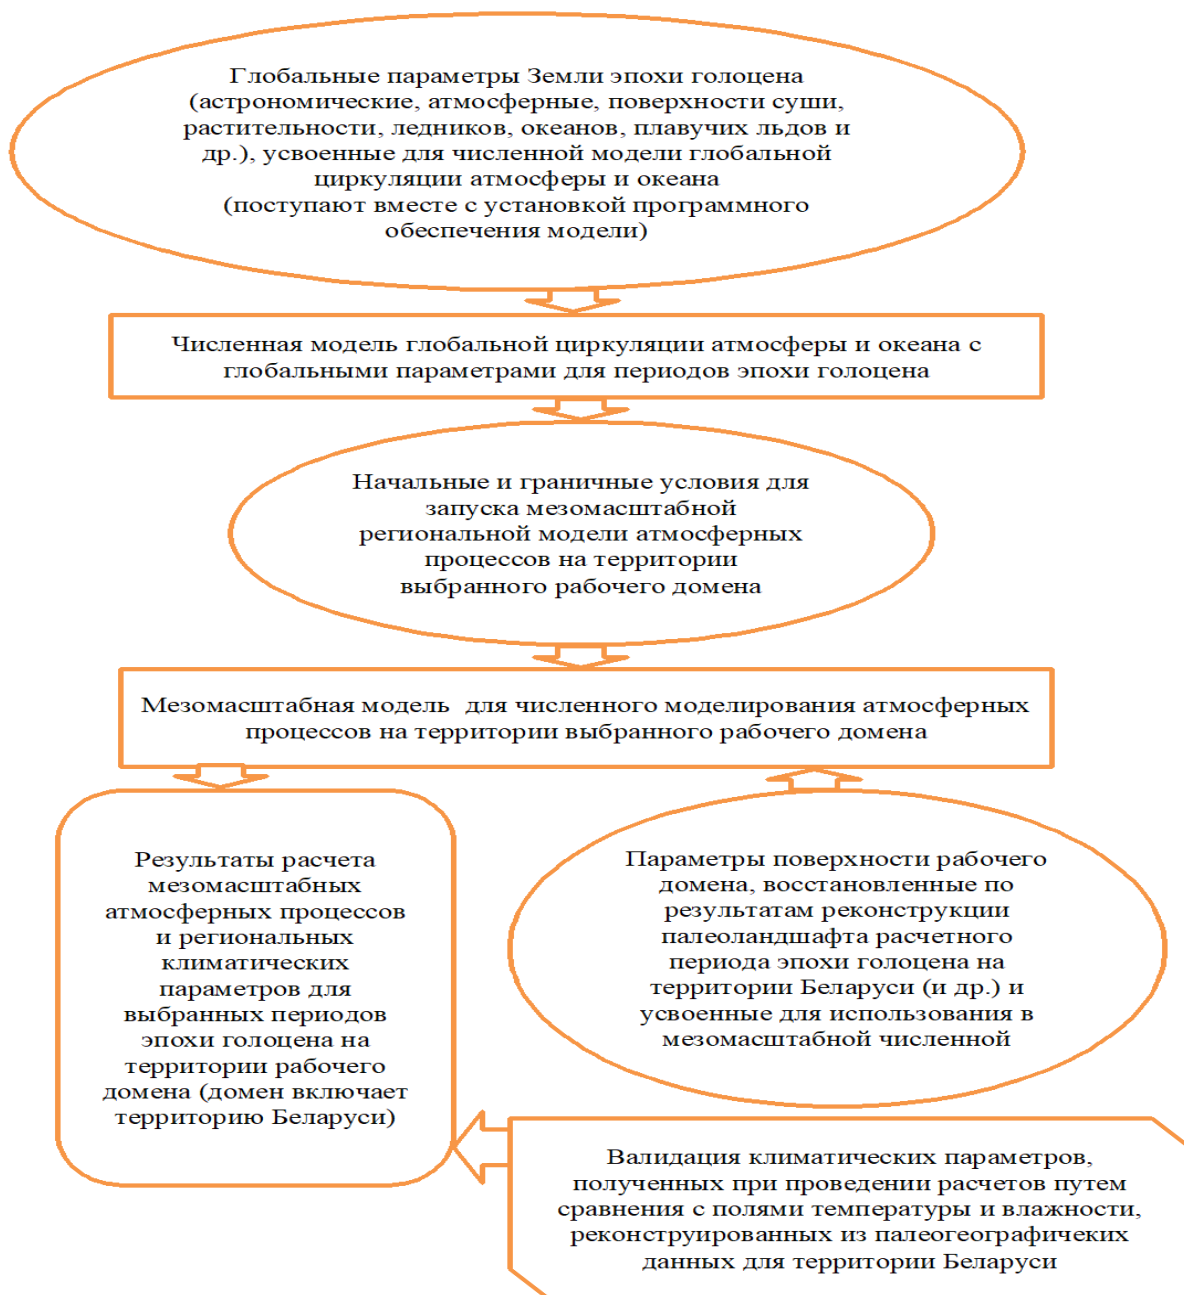 Глобальные параметры Земли эпохи голоцена
(астрономические, атмосферные, поверхности суши,
растительности, ледников, океанов, плавучих льдов и
др.), усвоенные для численной модели глобальной
циркуляции атмосферы и океана
(поступают вместе с установкой программного
обеспечения модели)
Численная модель глобальной циркуляции атмосферы и океана с
глобальными параметрами для периодов эпохи голоцена
Начальные и граничные условия для
запуска мезомасштабной
региональной модели атмосферных
процессов на территории
выбранного рабочего домена
Мезомасштабная модель для численного моделирования атмосферных
процессов на территории выбранного рабочего домена
Результаты расчета
мезомасштабных
атмосферных процессов
и региональных
климатических
параметров для
выбранных периодов
эпохи голоцена на
территории рабочего
домена (домен включает
территорию Беларуси)
Параметры поверхности рабочего
домена, восстановленные по
результатам реконструкции
палеоландшафта расчетного
периода эпохи голоцена на
территории Беларуси (и др.) и
усвоенные для использования в
мезомасштабной численной
Валидация климатических параметров,
полученных при проведении расчетов путем
сравнения с полями температуры и влажности,
реконструированных из палеогеографичеких
данных для территории Беларуси